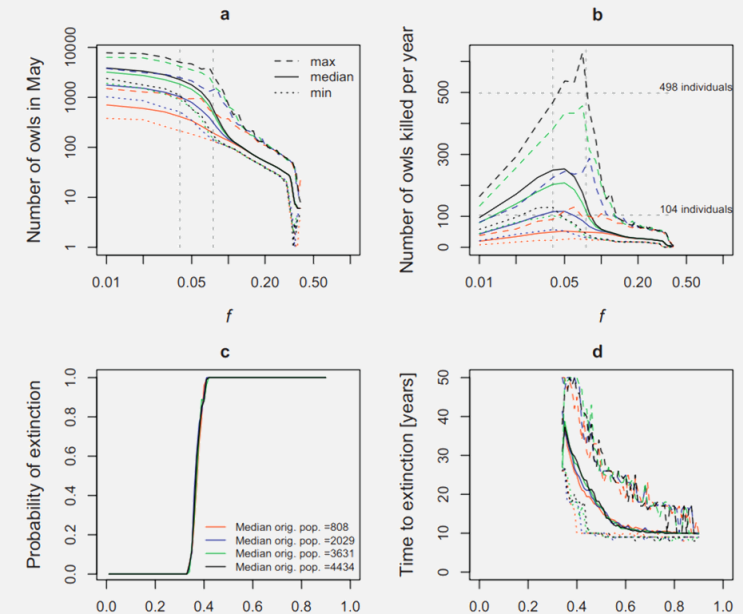 a
Number of owls in May
10000
1000
100
10
1
max
median
min
0.01
0.05
0.20
0.50
f
b
Number of owls killed per year
500
300
100
0
498 individuals
104 individuals
0.01
0.05
0.20
0.50
f
c
Probability of extinction
1.0
0.8
0.6
0.4
0.2
0.0
Median orig. pop. =808
Median orig. pop. =2029
Median orig. pop. =3631
Median orig. pop. =4434
0.0
0.2
0.4
0.6
0.8
1.0
d
Time to extinction [years]
50
40
30
20
10
0
0.0
0.2
0.4
0.6
0.8
1.0